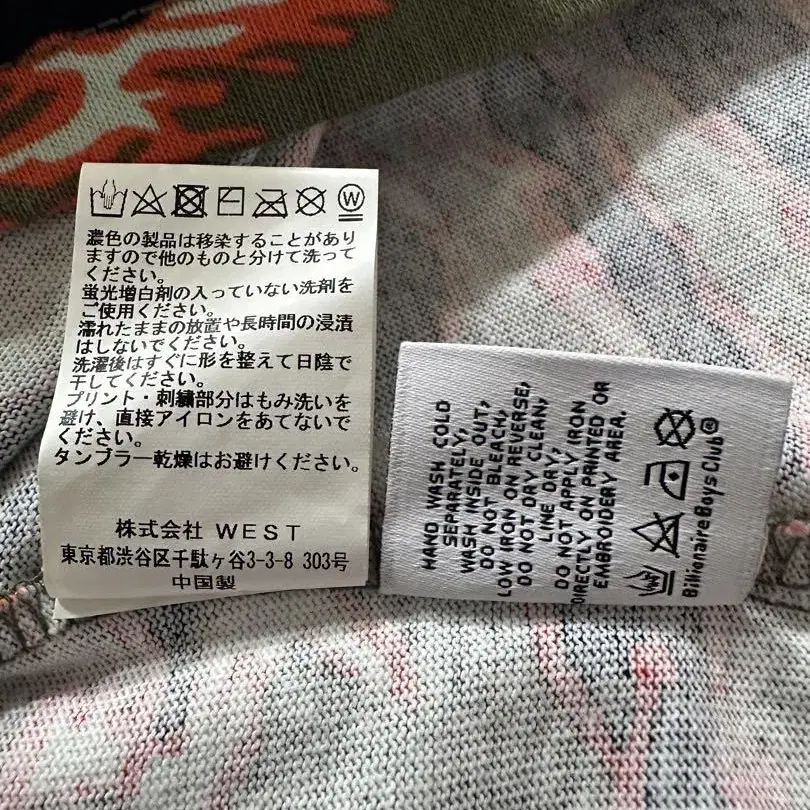 濃色の製品は移染することがあり
ますので他のものと分けて洗って
ください。
蛍光増白剤の入っていない洗剤を
ご使用ください。
濡れたままの放置や長時間の浸漬
はしないでください。
洗濯後はすぐに形を整えて日陰で
干してください。
プリント・刺繍部分はもみ洗いを
避け、直接アイロンをあてないで
ください。
タンブラー乾燥はお避けください。
株式会社 WEST
東京都渋谷区千駄ヶ谷3-3-8 303号
中国製
HAND WASH COLD
SEPARATELY,
WASH INSIDE OUT,
DO NOT BLEACH,
LOW IRON ON REVERSE,
DO NOT DRY CLEAN,
LINE DRY,
DO NOT APPLY IRON
DIRECTLY ON PRINTED OR
EMBROIDERY AREA.
Billionaire Boys Club®